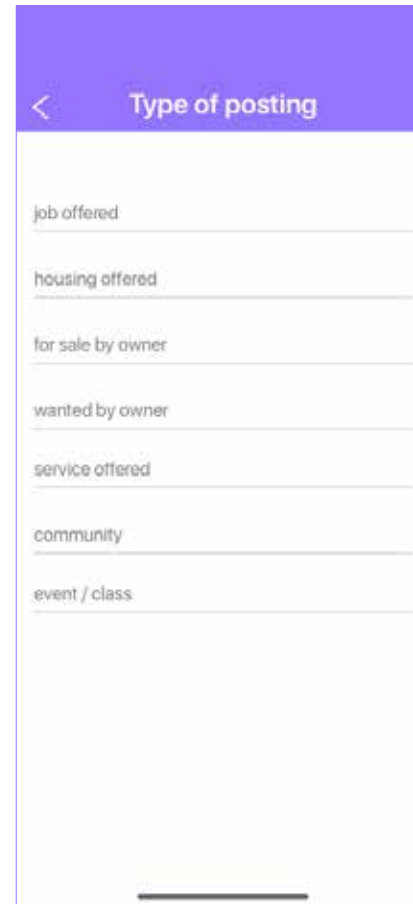 Type of posting
job offered
housing offered
for sale by owner
wanted by owner
service offered
community
event / class